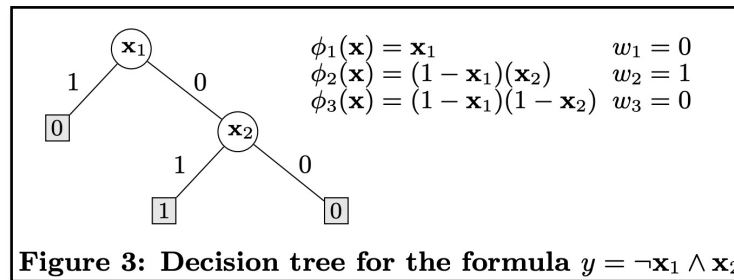 x₁
ϕ₁(x) = x₁ w₁ = 0
ϕ₂(x) = (1 − x₁)(x₂) w₂ = 1
ϕ₃(x) = (1 − x₁)(1 − x₂) w₃ = 0
1 0
0
x₂
1 0
1 0
Figure 3: Decision tree for the formula y = ¬x₁ ∧ x₂